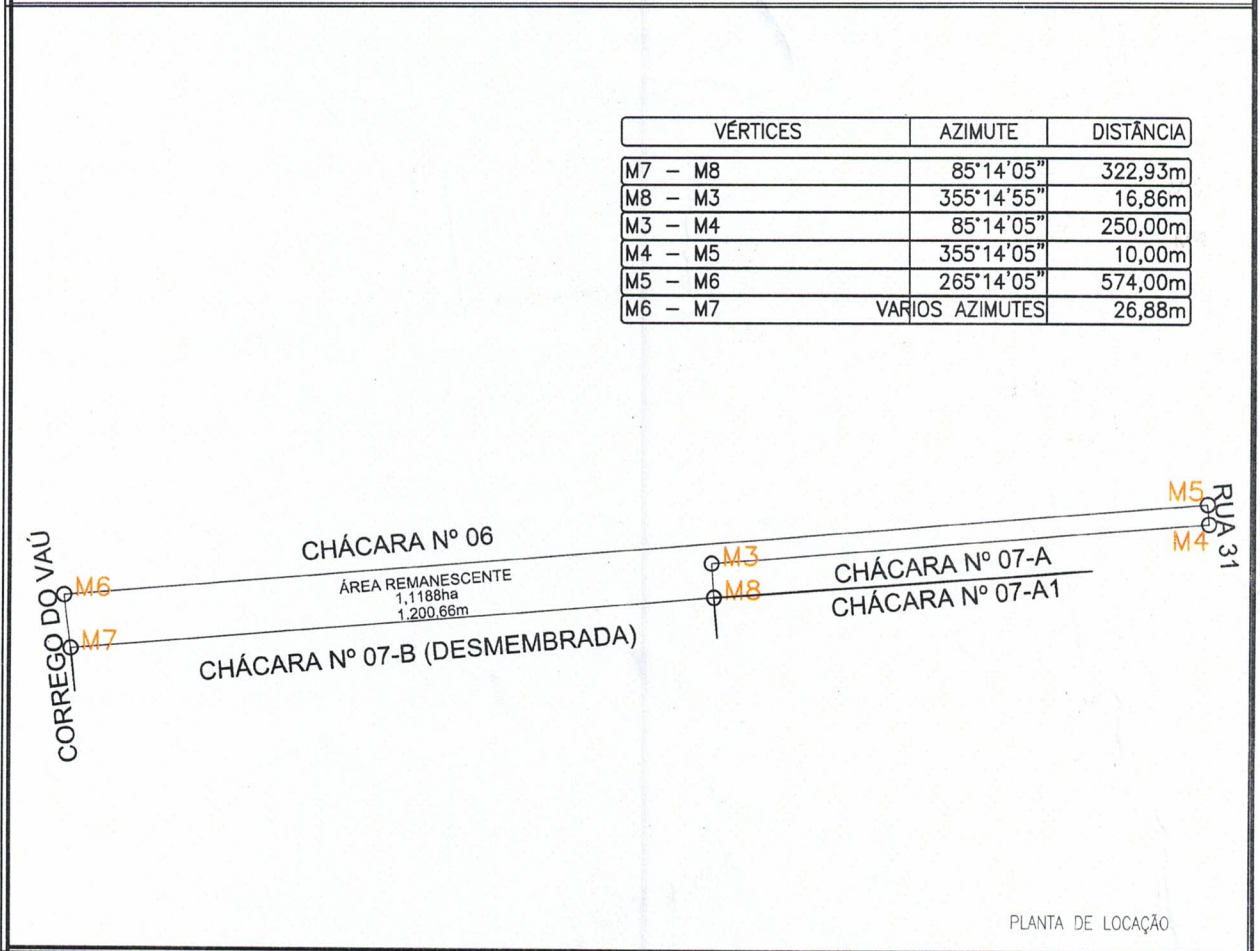 VÉRTICES AZIMUTE DISTÂNCIA
M7 – M8 85°14'05" 322,93m
M8 – M3 355°14'55" 16,86m
M3 – M4 85°14'05" 250,00m
M4 – M5 355°14'05" 10,00m
M5 – M6 265°14'05" 574,00m
M6 – M7 VARIOS AZIMUTES 26,88m
M5
RUA 31
M4
CHÁCARA Nº 06
M3
CHÁCARA Nº 07-A
CORREGO DO VAÚ
M6
ÁREA REMANESCENTE
1,1188ha
1.200,66m
M8
CHÁCARA Nº 07-A1
M7
CHÁCARA Nº 07-B (DESMEMBRADA)
PLANTA DE LOCAÇÃO